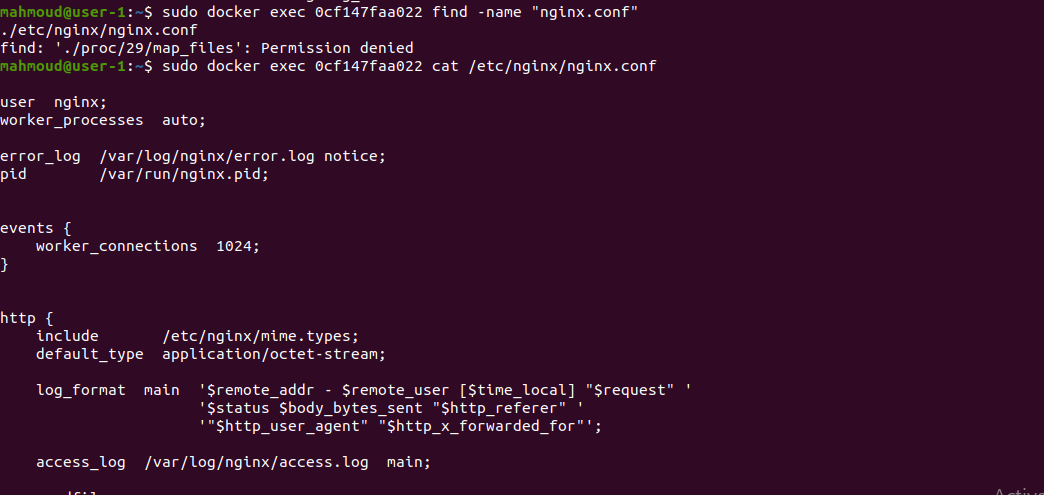 mahmoud@user-1:~$ sudo docker exec 0cf147faa022 find -name "nginx.conf"
./etc/nginx/nginx.conf
find: './proc/29/map_files': Permission denied
mahmoud@user-1:~$ sudo docker exec 0cf147faa022 cat /etc/nginx/nginx.conf
user  nginx;
worker_processes  auto;
error_log  /var/log/nginx/error.log notice;
pid        /var/run/nginx.pid;
events {
    worker_connections  1024;
}
http {
    include       /etc/nginx/mime.types;
    default_type  application/octet-stream;
    log_format  main  '$remote_addr - $remote_user [$time_local] "$request" '
                      '$status $body_bytes_sent "$http_referer" '
                      '"$http_user_agent" "$http_x_forwarded_for"';
    access_log  /var/log/nginx/access.log  main;